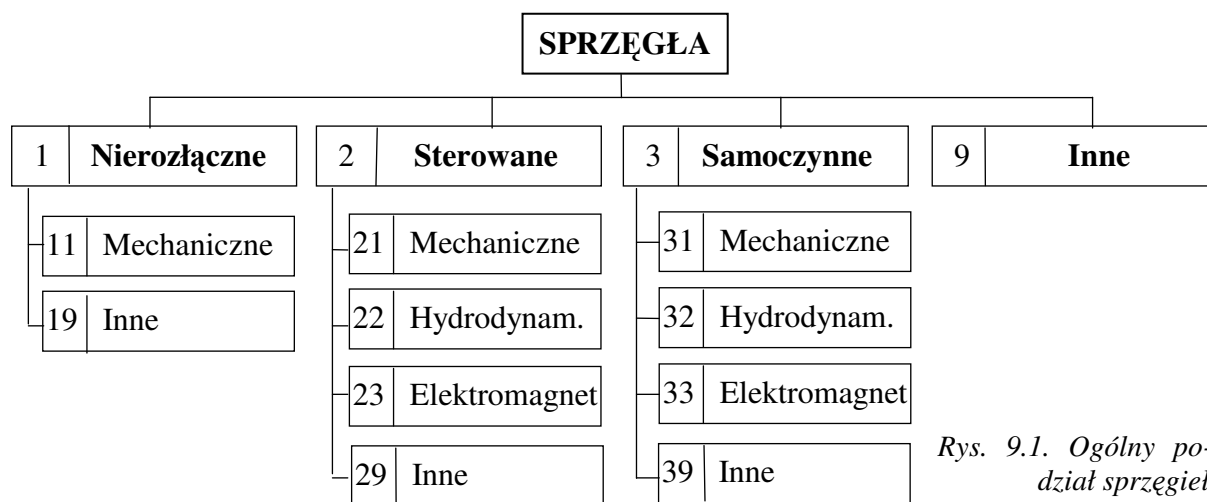 SPRZĘGŁA
1 Nierozłączne
2 Sterowane
3 Samoczynne
9 Inne
11 Mechaniczne
19 Inne
21 Mechaniczne
22 Hydrodynam.
23 Elektromagnet
29 Inne
31 Mechaniczne
32 Hydrodynam.
33 Elektromagnet
39 Inne
Rys. 9.1. Ogólny po-
dział sprzęgieł